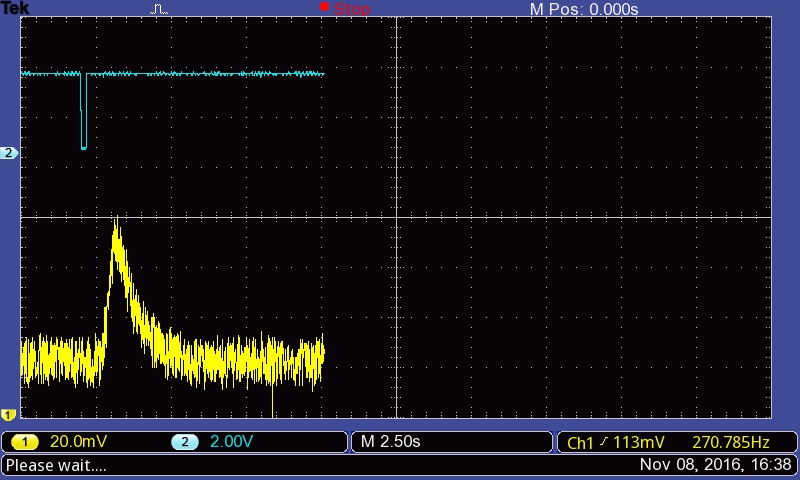 Tek Stop M Pos: 0.000s
2
1
1 20.0mV 2 2.00V M 2.50s Ch1 113mV 270.785Hz
Please wait.... Nov 08, 2016, 16:38